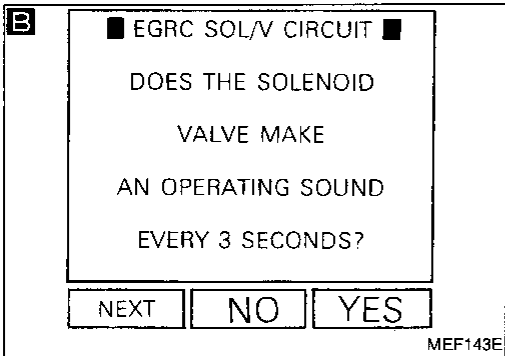 B
■ EGRC SOL/V CIRCUIT ■
DOES THE SOLENOID
VALVE MAKE
AN OPERATING SOUND
EVERY 3 SECONDS?
NEXT NO YES
MEF143E